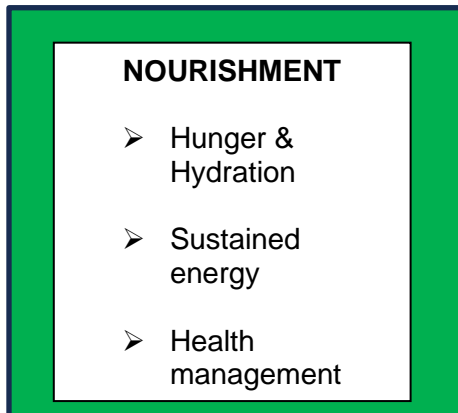 NOURISHMENT
➢ Hunger &
Hydration
➢ Sustained
energy
➢ Health
management